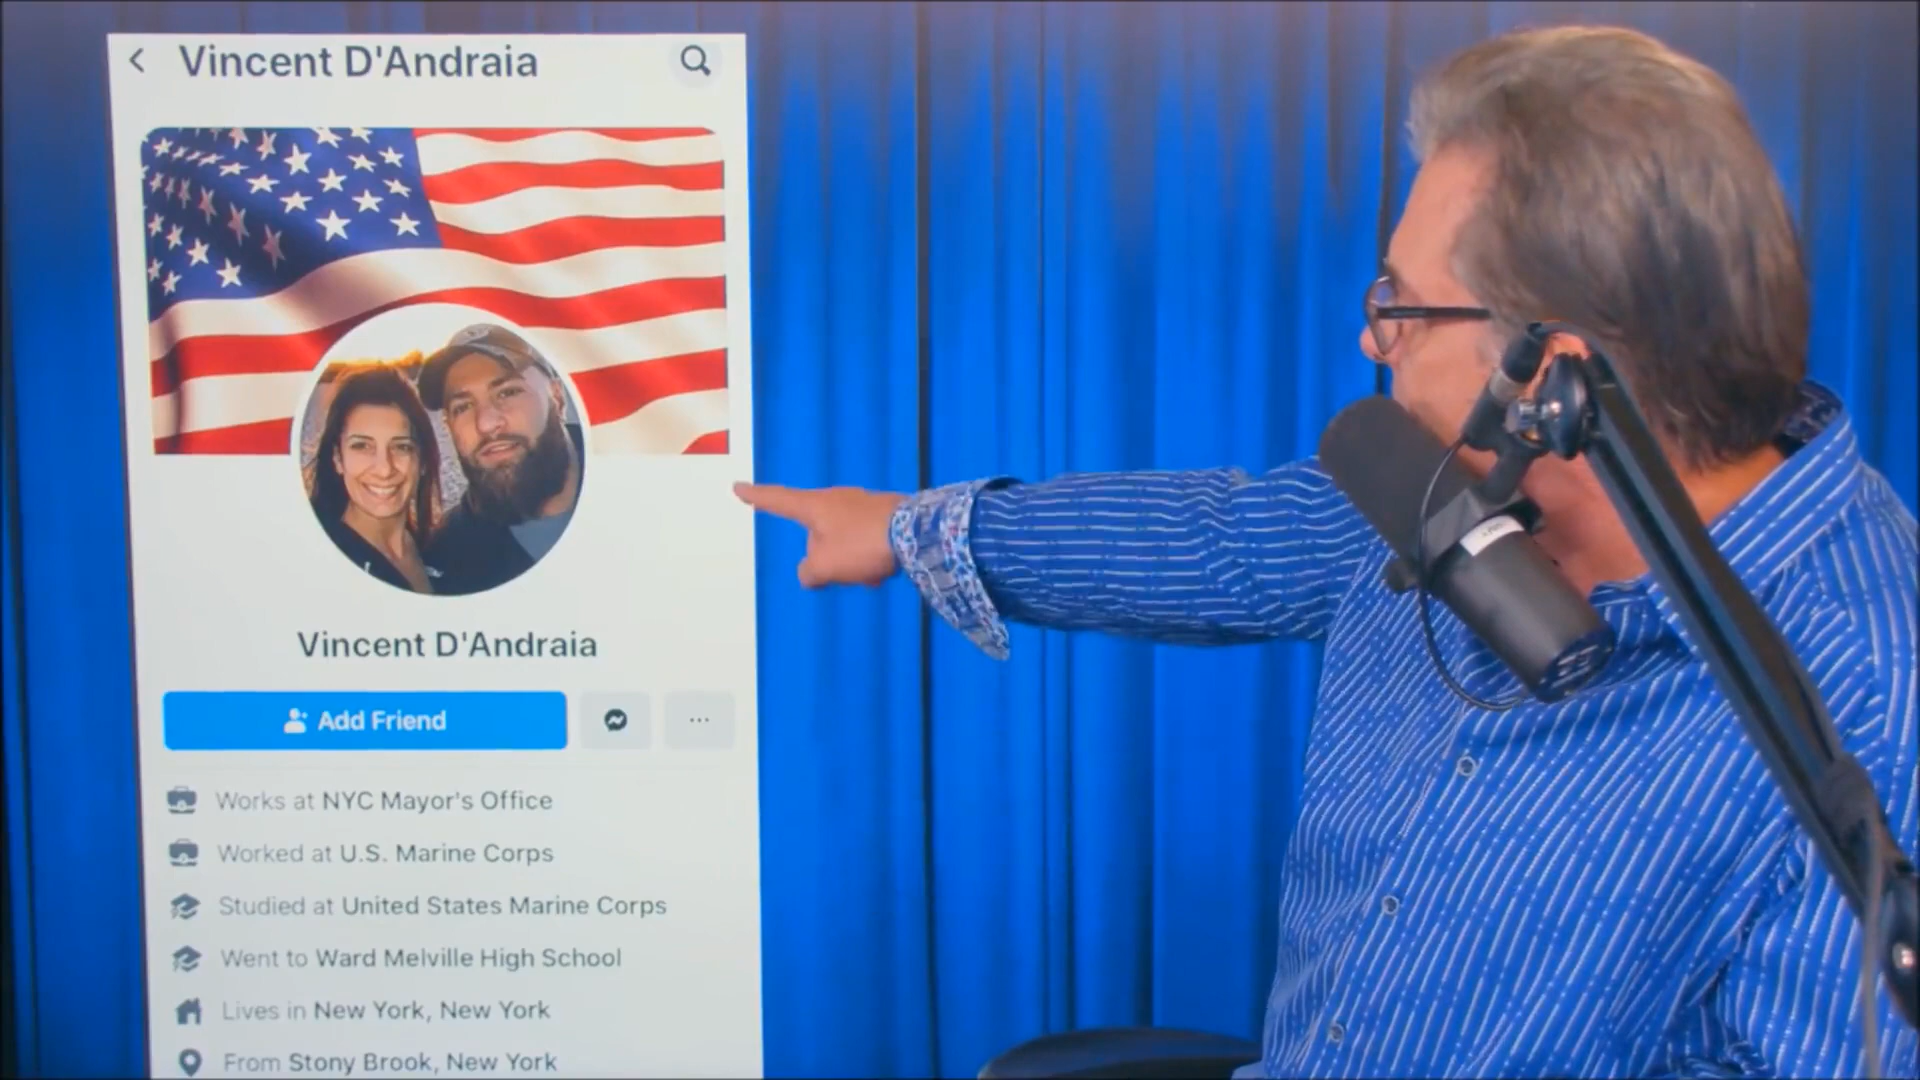 Vincent D'Andraia
Vincent D'Andraia
Add Friend
Works at NYC Mayor's Office
Worked at U.S. Marine Corps
Studied at United States Marine Corps
Went to Ward Melville High School
Lives in New York, New York
From Stony Brook, New York